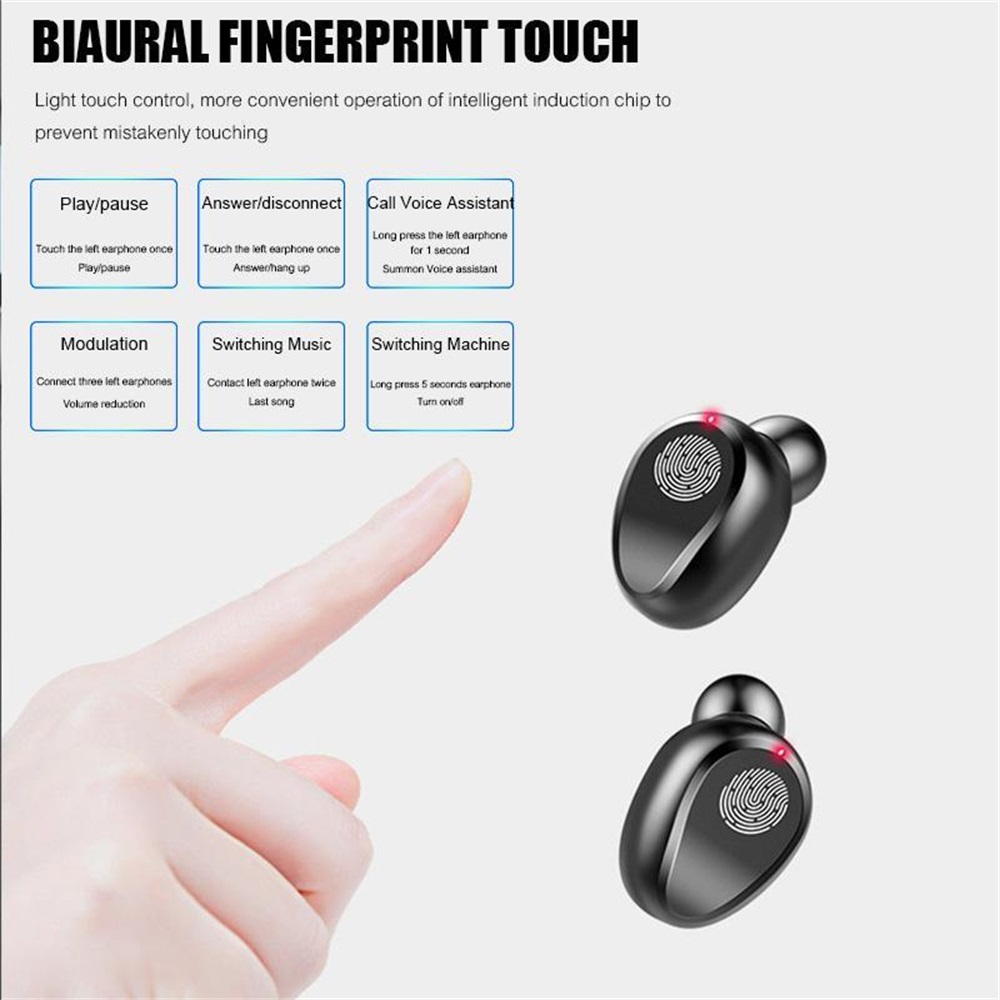 BIAURAL FINGERPRINT TOUCH
Light touch control, more convenient operation of intelligent induction chip to
prevent mistakenly touching
Play/pause
Touch the left earphone once
Play/pause
Answer/disconnect
Touch the left earphone once
Answer/hang up
Call Voice Assistant
Long press the left earphone
for 1 second
Summon Voice assistant
Modulation
Connect three left earphones
Volume reduction
Switching Music
Contact left earphone twice
Last song
Switching Machine
Long press 5 seconds earphone
Turn on/off